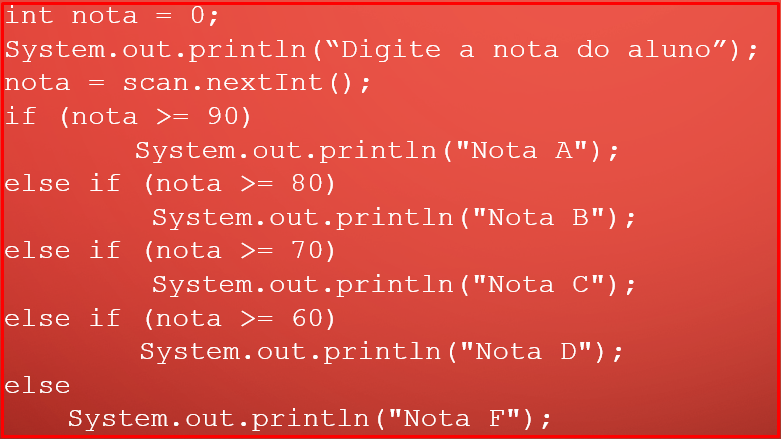 int nota = 0;
System.out.println(“Digite a nota do aluno”);
nota = scan.nextInt();
if (nota >= 90)
System.out.println("Nota A");
else if (nota >= 80)
System.out.println("Nota B");
else if (nota >= 70)
System.out.println("Nota C");
else if (nota >= 60)
System.out.println("Nota D");
else
System.out.println("Nota F");